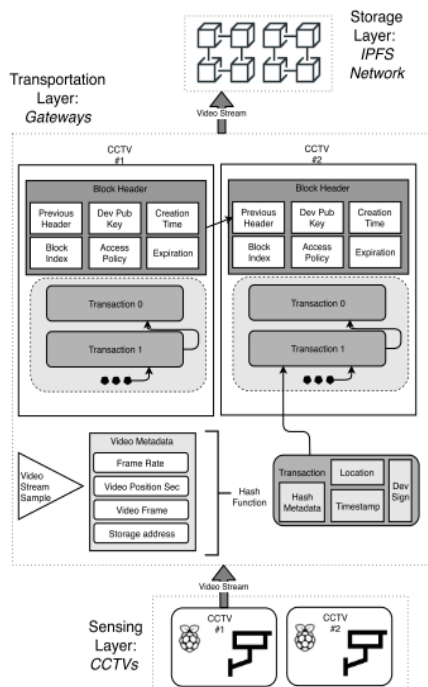 Storage
Layer:
IPFS
Network
Transportation
Layer:
Gateways
Video Stream
CCTV
#1
CCTV
#2
Block Header
Previous
Header
Dev Pub
Key
Creation
Time
Block
Index
Access
Policy
Expiration
Transaction 0
Transaction 1
Block Header
Previous
Header
Dev Pub
Key
Creation
Time
Block
Index
Access
Policy
Expiration
Transaction 0
Transaction 1
Video
Stream
Sample
Video Metadata
Frame Rate
Video Position Sec
Video Frame
Storage address
Hash
Function
Transaction
Hash
Metadata
Location
Timestamp
Dev
Sign
Video Stream
Sensing
Layer:
CCTVs
CCTV
#1
CCTV
#2